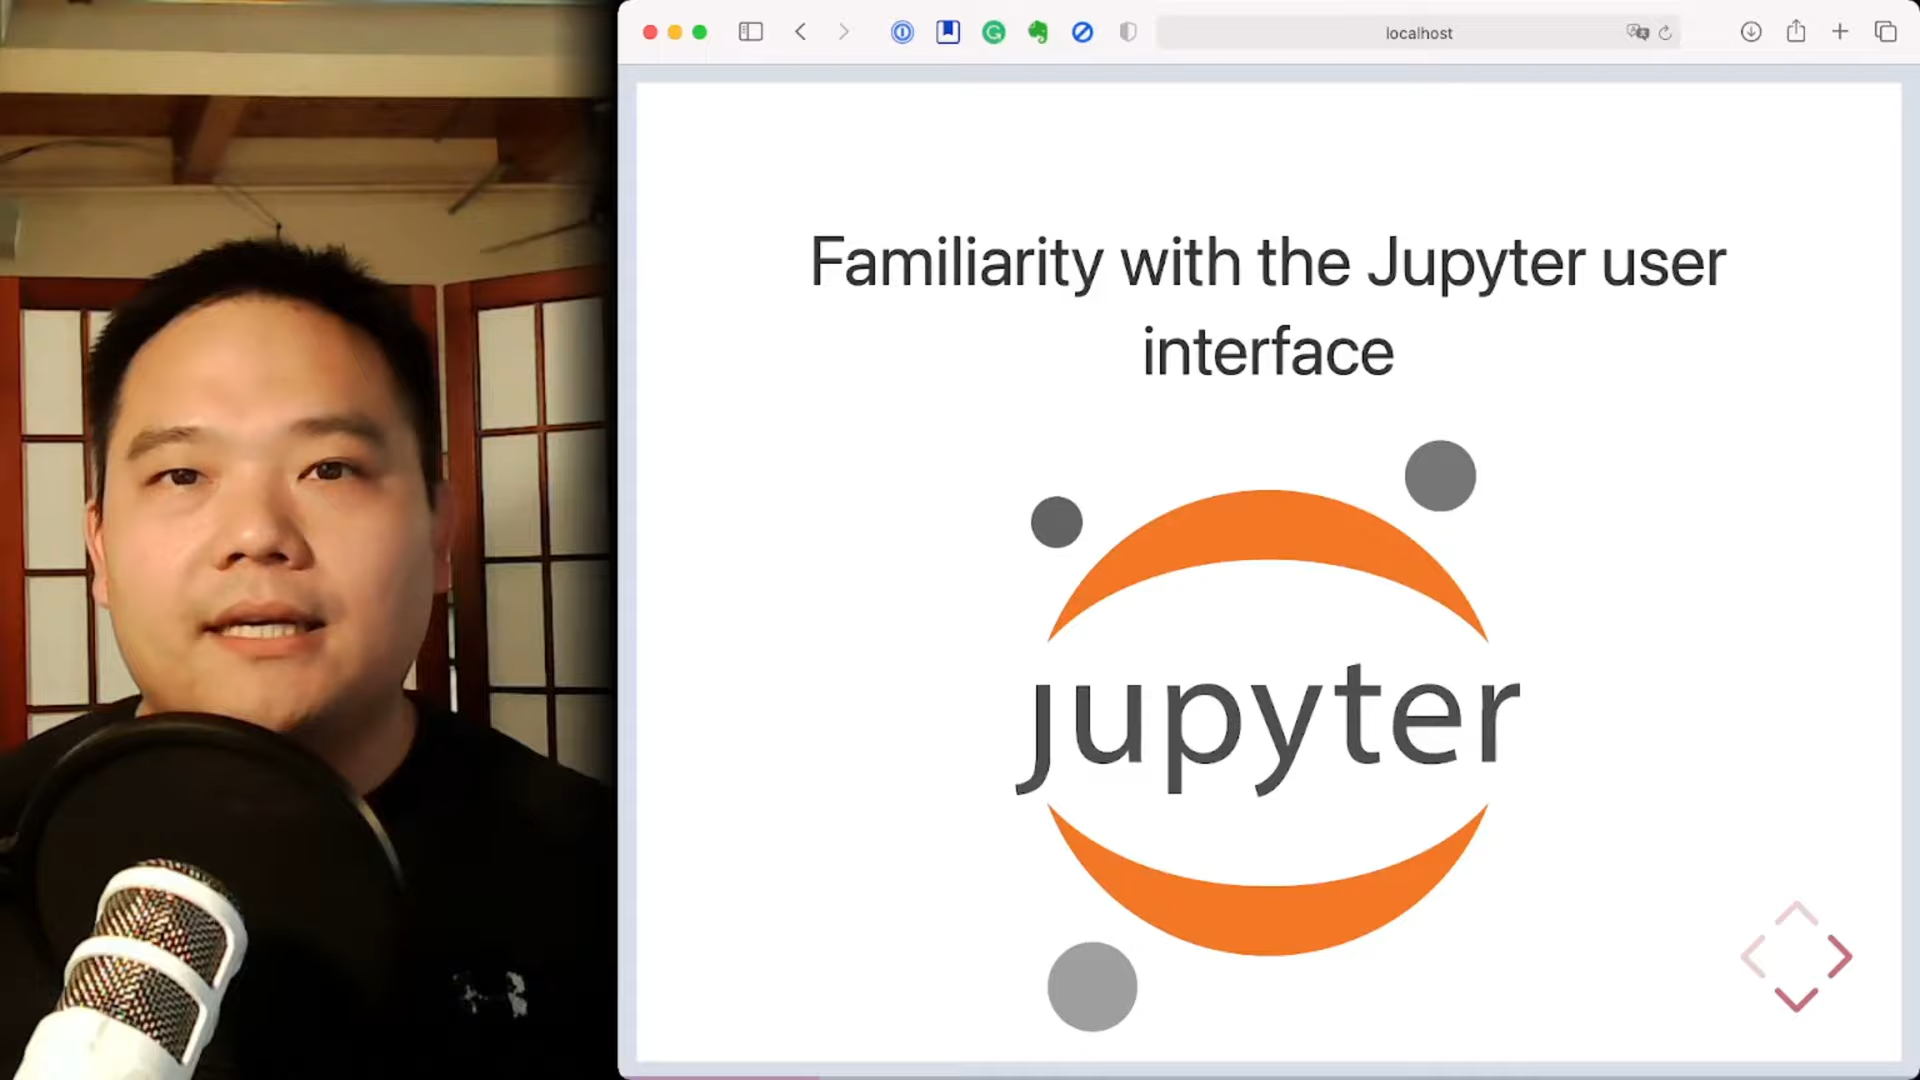 localhost
Familiarity with the Jupyter user
interface
jupyter